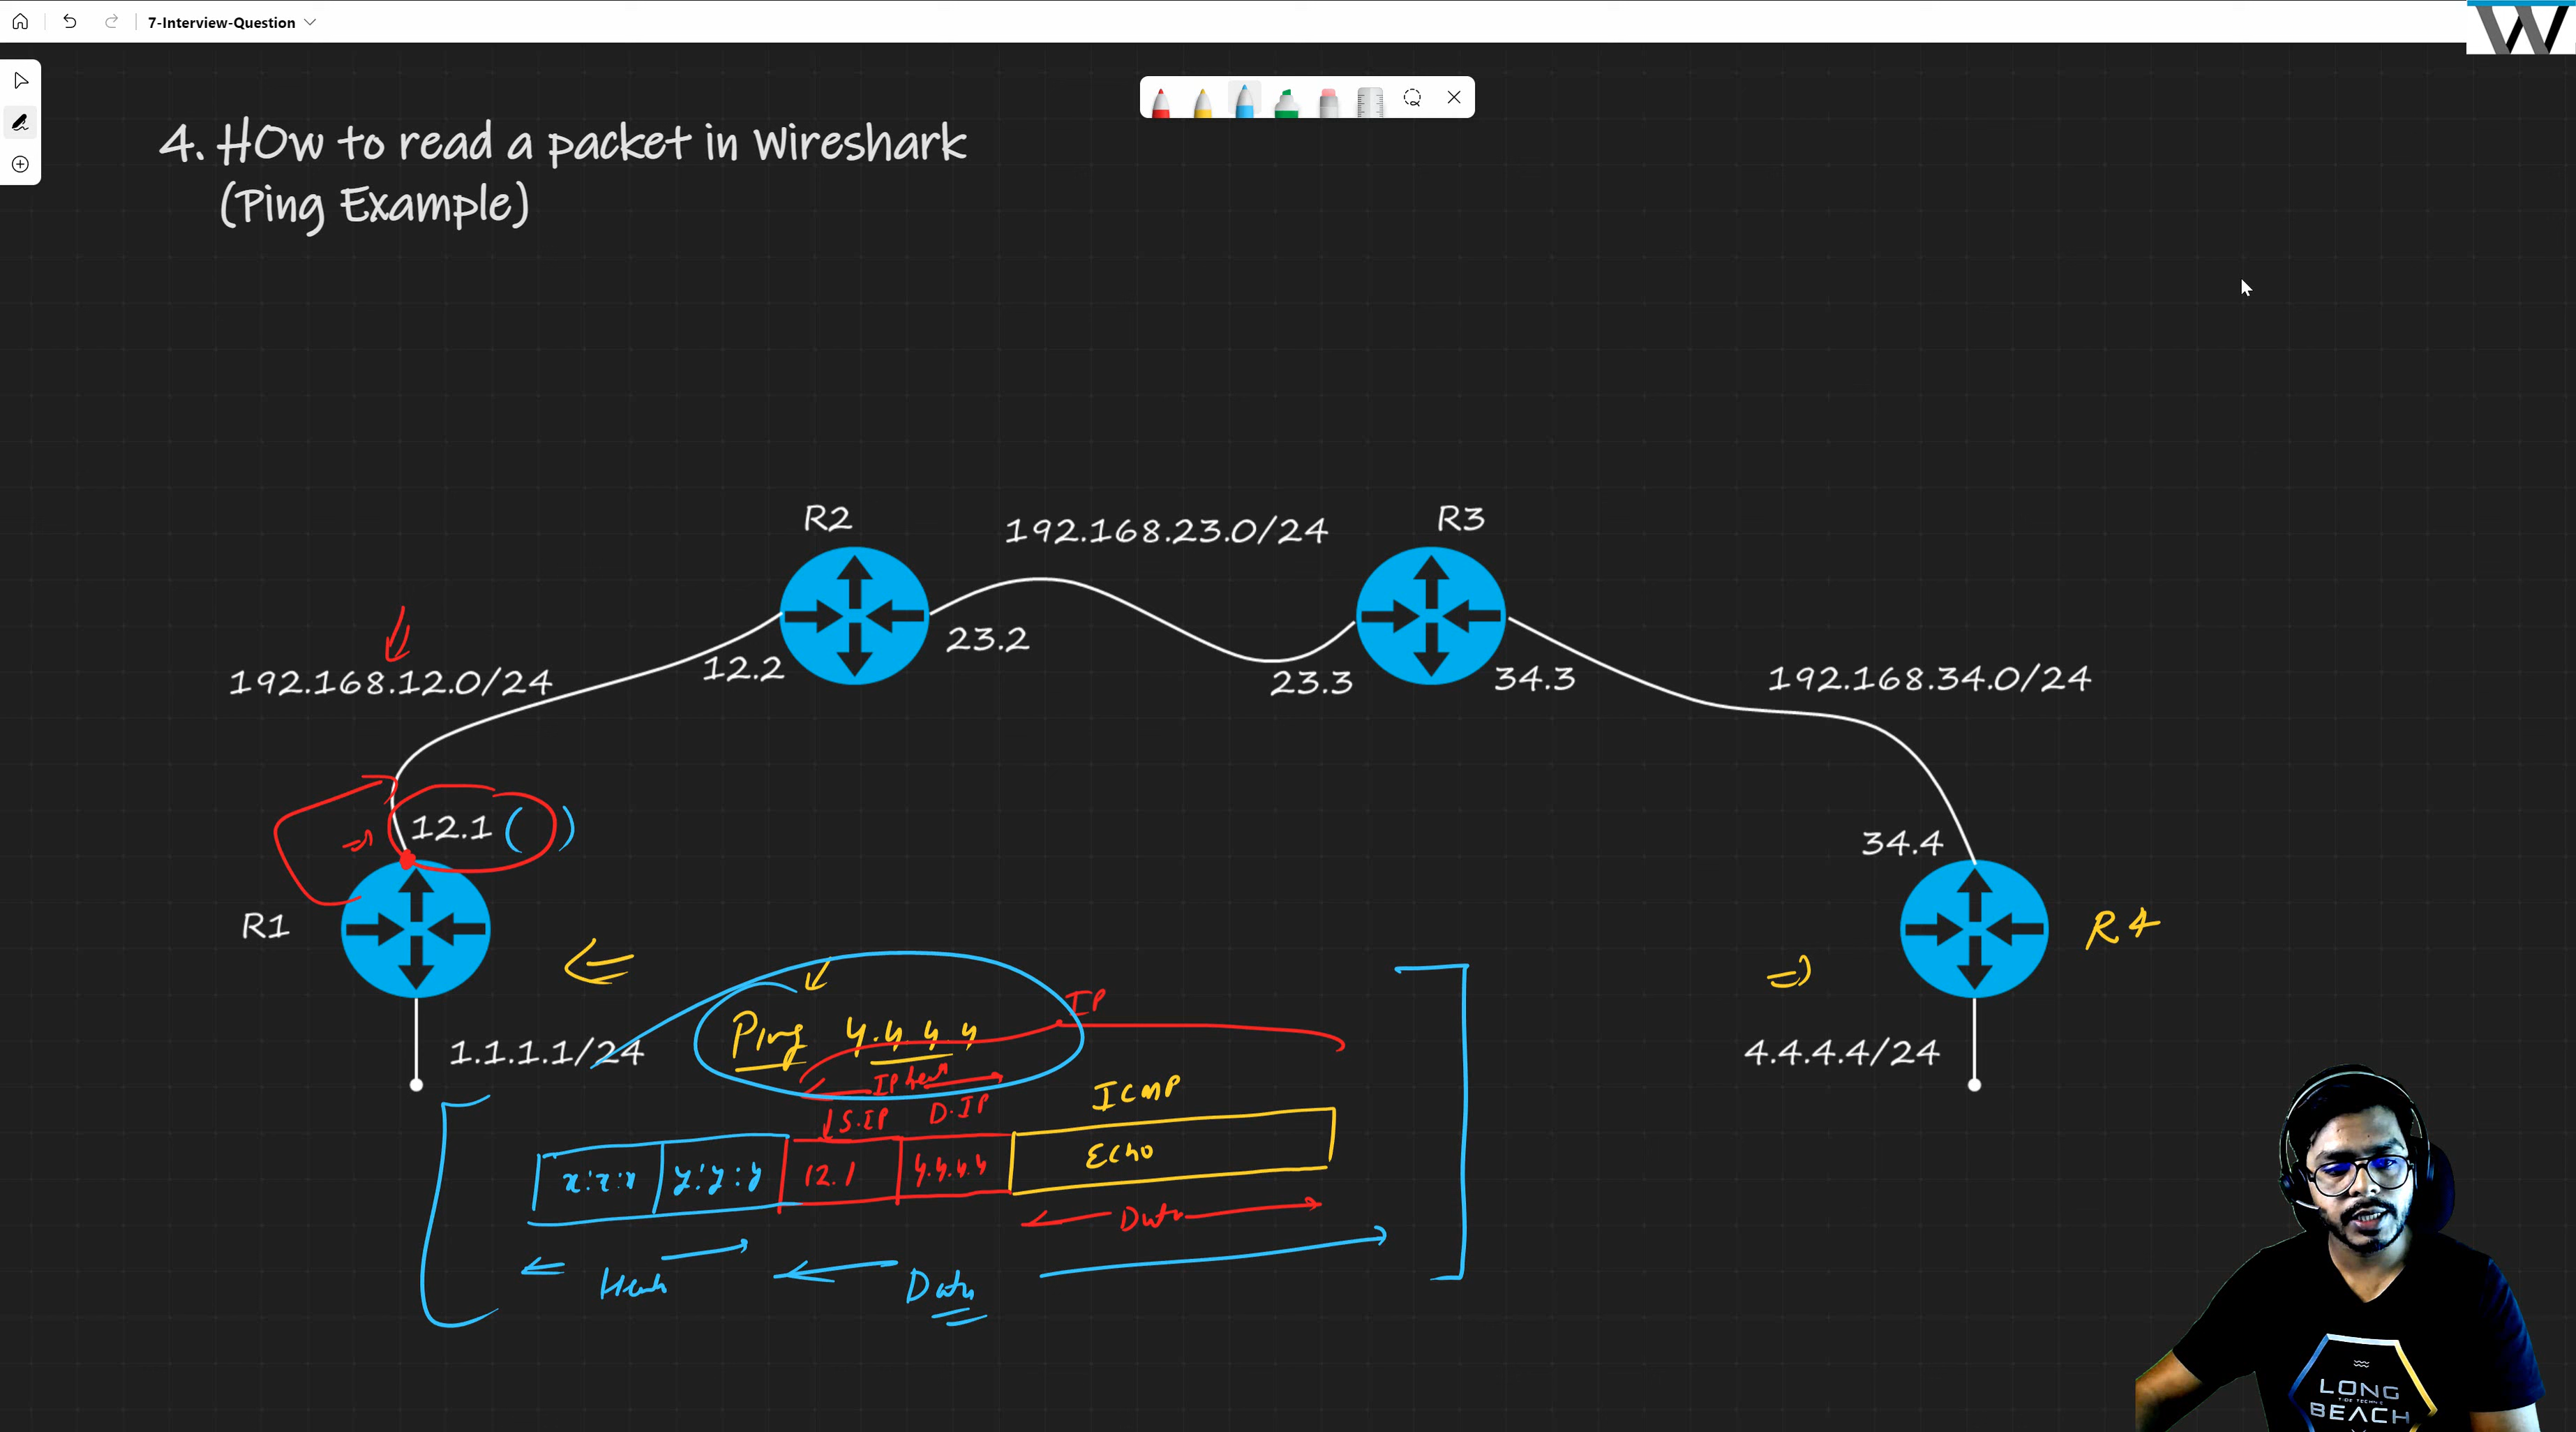 7-Interview-Question
W
4. HOw to read a packet in Wireshark
(Ping Example)
R2
192.168.23.0/24
R3
23.2
12.2
192.168.12.0/24
23.3
34.3
192.168.34.0/24
12.1 ( )
34.4
R1
R4
IP
Ping 4.4.4.4
1.1.1.1/24
4.4.4.4/24
IP
ICMP
S.IP D.IP
x:x:x y:y:y 12.1 4.4.4.4 Echo
Data
Data
LONG
BEACH